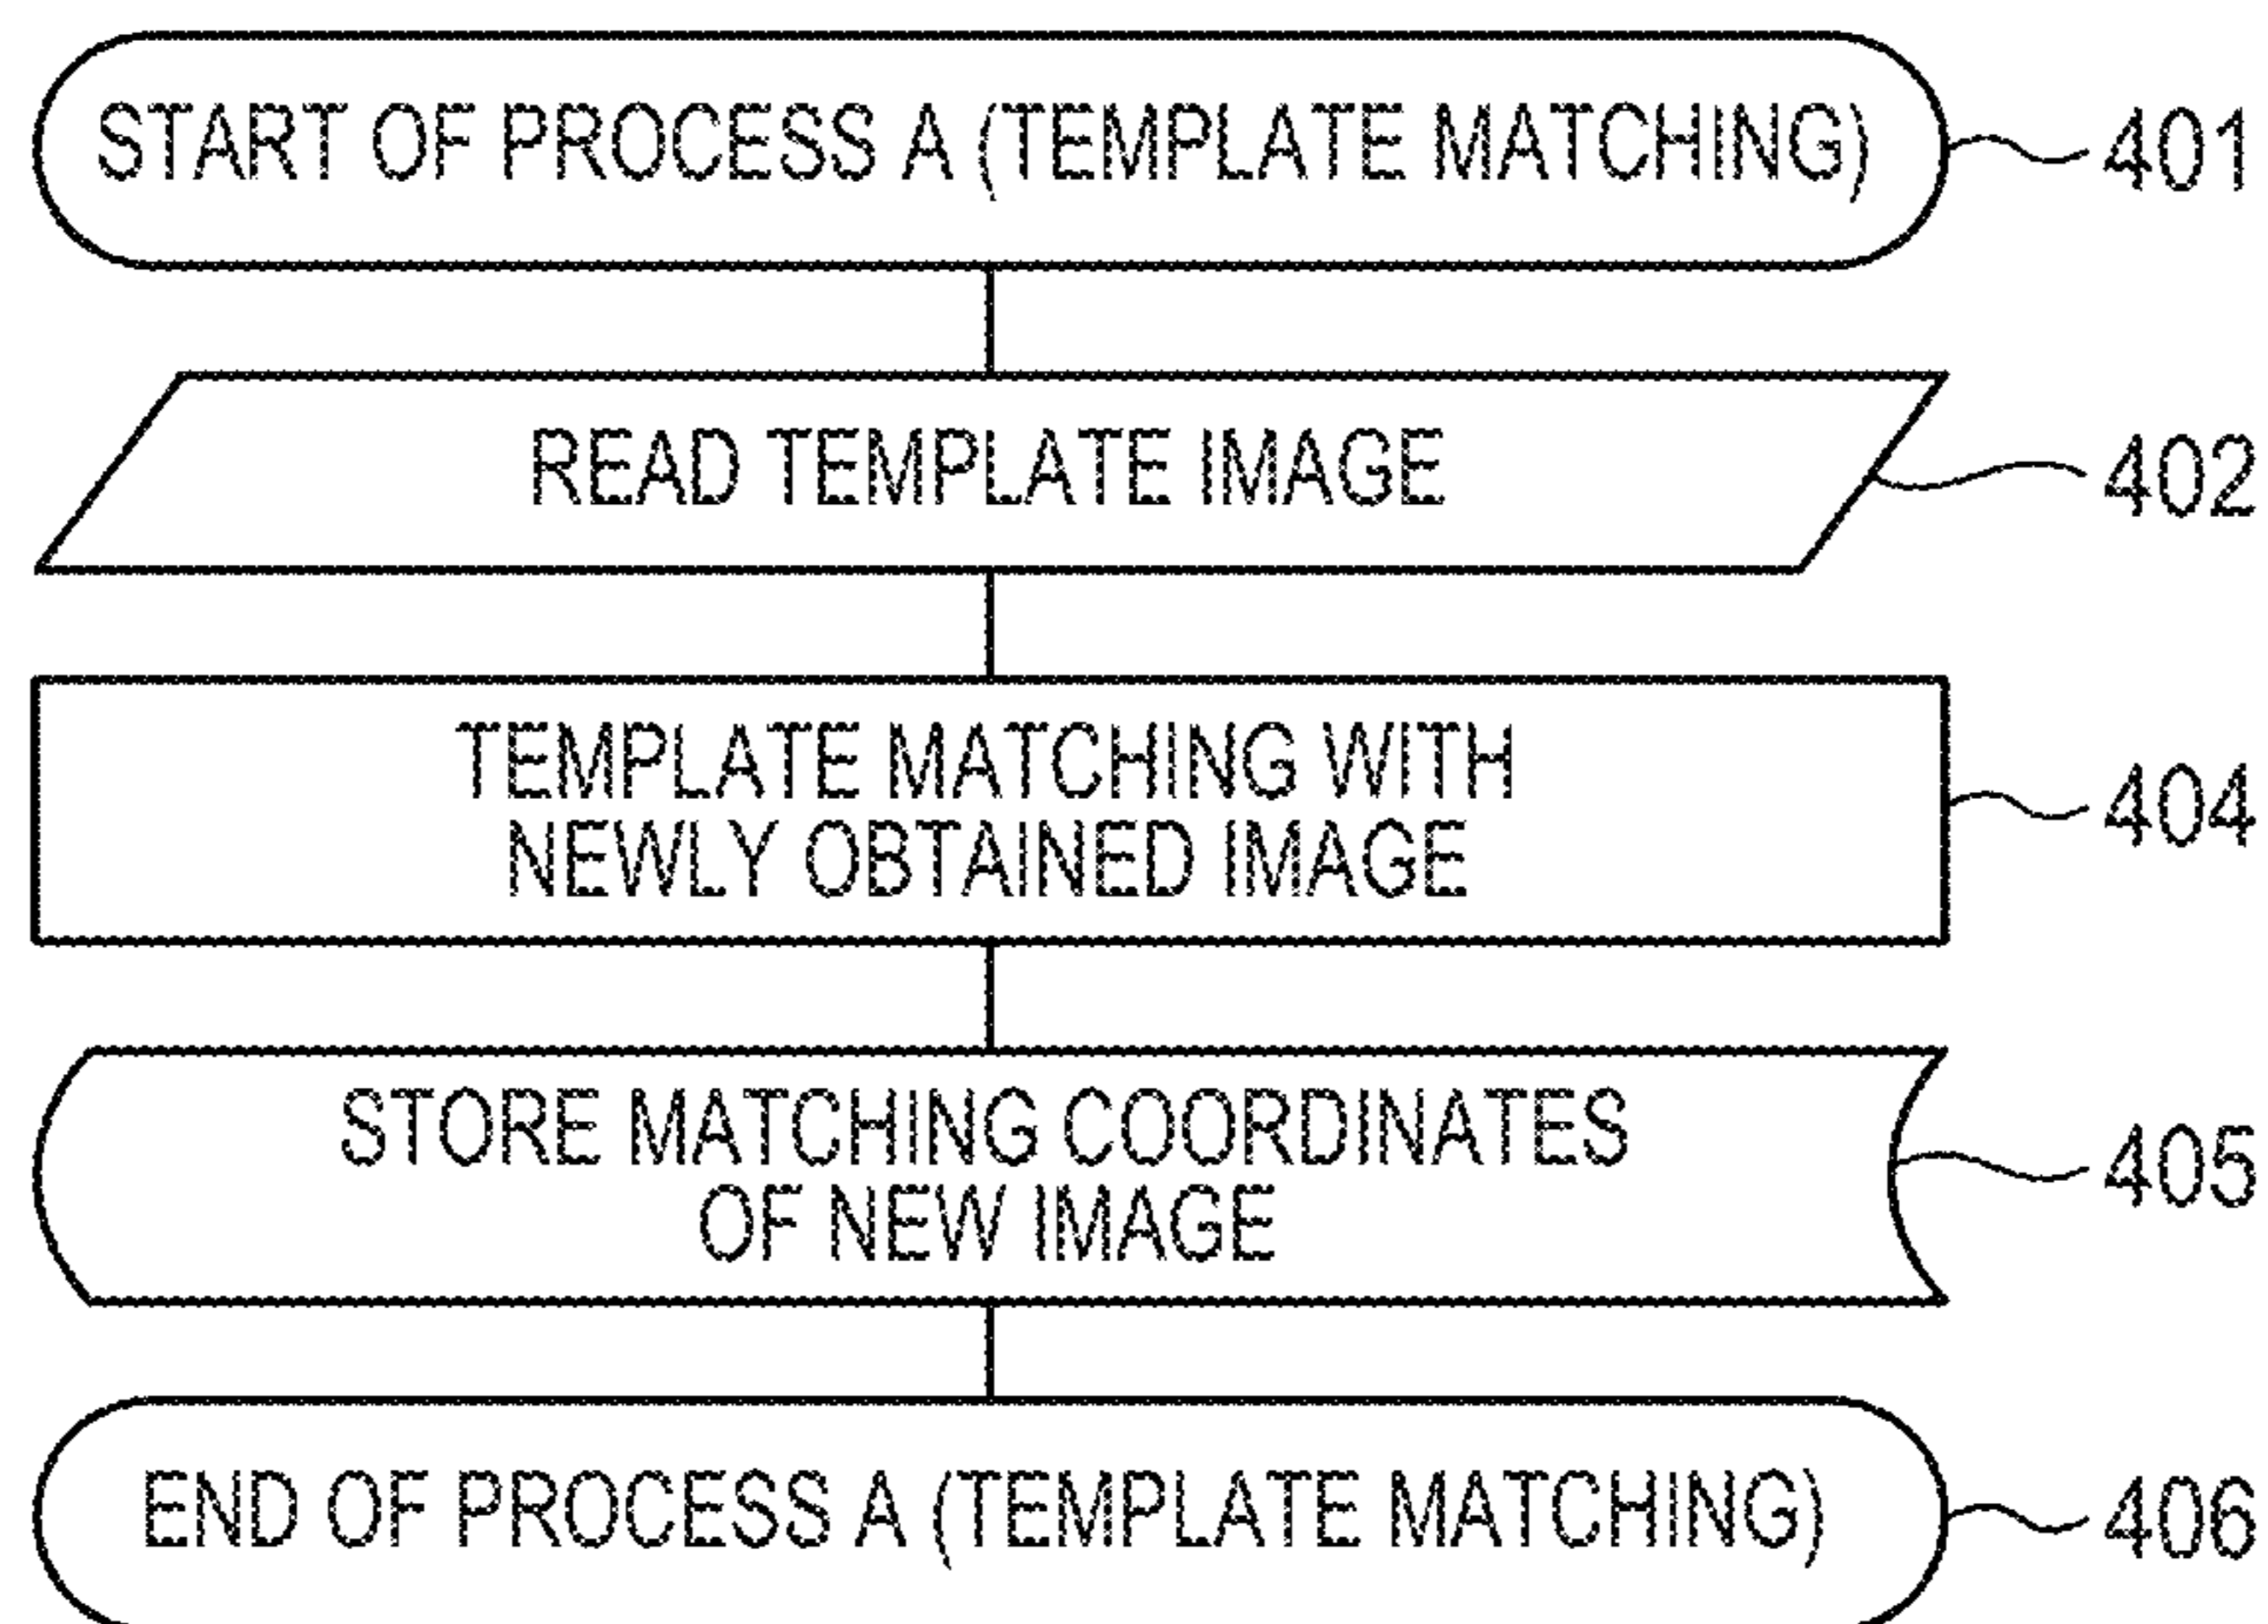 START OF PROCESS A (TEMPLATE MATCHING)
401
READ TEMPLATE IMAGE
402
TEMPLATE MATCHING WITH
NEWLY OBTAINED IMAGE
404
STORE MATCHING COORDINATES
OF NEW IMAGE
405
END OF PROCESS A (TEMPLATE MATCHING)
406